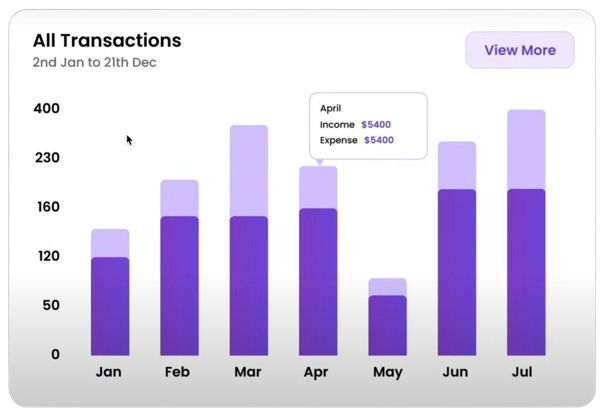 All Transactions
2nd Jan to 21th Dec
View More
400
230
160
120
50
0
April
Income $5400
Expense $5400
Jan Feb Mar Apr May Jun Jul